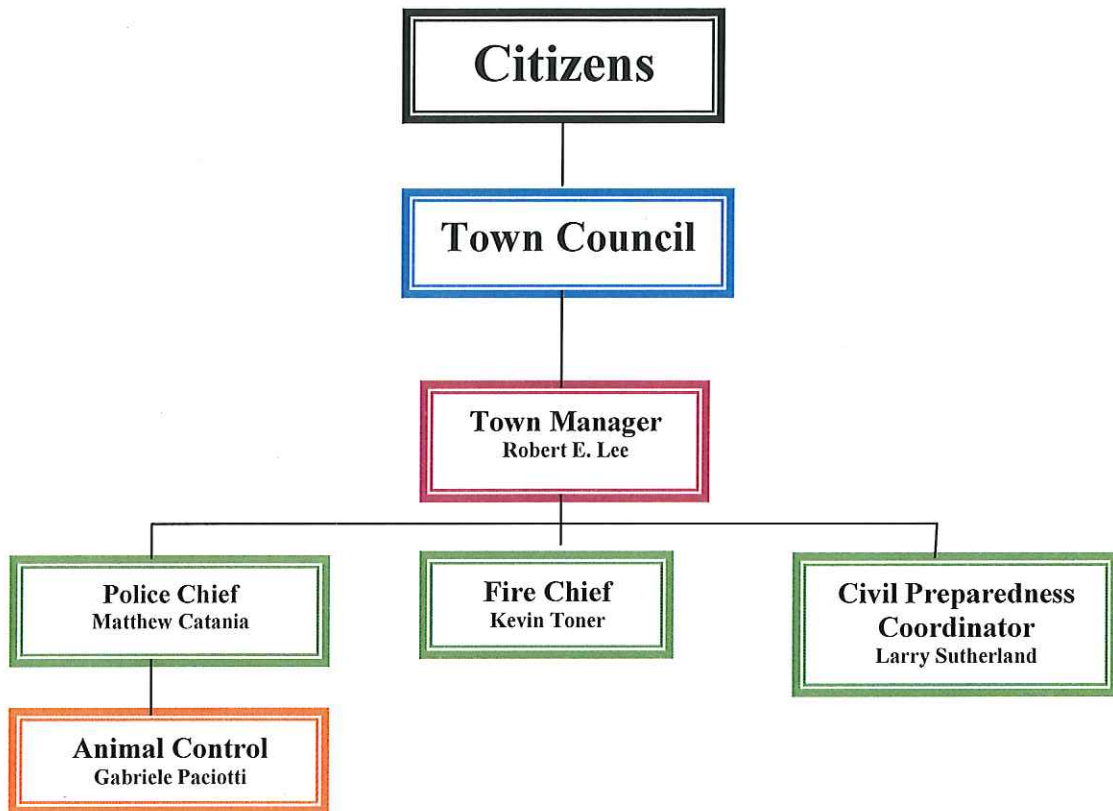 Citizens
Town Council
Town Manager
Robert E. Lee
Police Chief
Matthew Catania
Fire Chief
Kevin Toner
Civil Preparedness
Coordinator
Larry Sutherland
Animal Control
Gabriele Paciotti